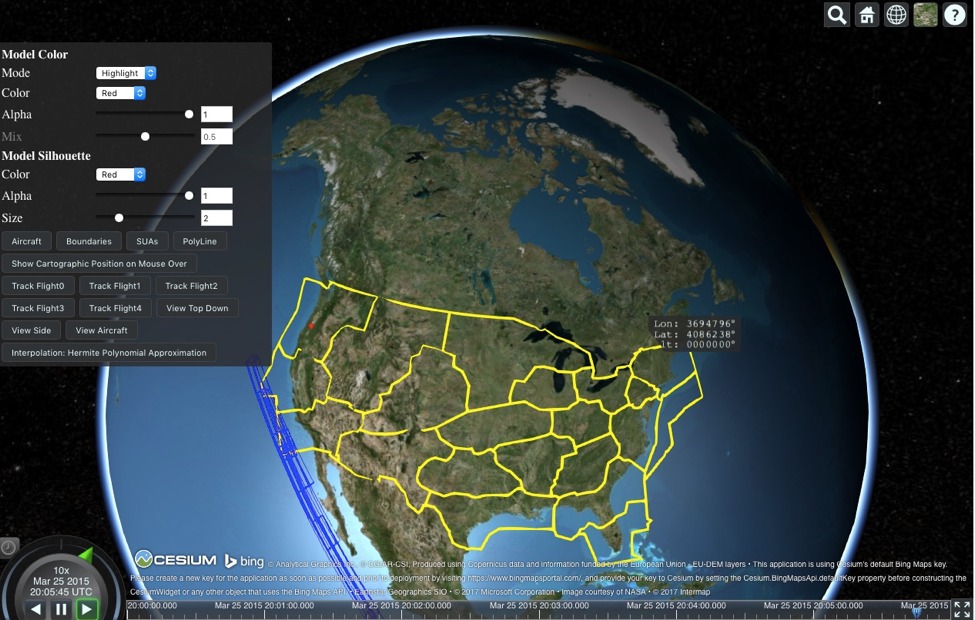 Model Color
Mode Highlight
Color Red
Alpha 1
Mix 0.5
Model Silhouette
Color Red
Alpha 1
Size 2
Aircraft Boundaries SUAs PolyLine
Show Cartographic Position on Mouse Over
Track Flight0 Track Flight1 Track Flight2
Track Flight3 Track Flight4 View Top Down
View Side View Aircraft
Interpolation: Hermite Polynomial Approximation
Lon: 3694796°
Lat: 4086238°
lt: 0000000°
?
CESIUM bing © Analytical Graphics Inc., © CGIAR-CSI, Produced using Copernicus data and information funded by the European Union - EU-DEM layers • This application is using Cesium's default Bing Maps key.
Please create a new key for the application as soon as possible and prior to deployment by visiting https://www.bingmapsportal.com/, and provide your key to Cesium by setting the Cesium.BingMapsApi.defaultKey property before constructing the
CesiumWidget or any other object that uses the Bing Maps API. • Earthstar Geographics SIO • © 2017 Microsoft Corporation • Image courtesy of NASA • © 2017 Intermap
10x
Mar 25 2015
20:05:45 UTC
20:00:00.000 Mar 25 2015 20:01:00.000 Mar 25 2015 20:02:00.000 Mar 25 2015 20:03:00.000 Mar 25 2015 20:04:00.000 Mar 25 2015 20:05:00.000 Mar 25 2015